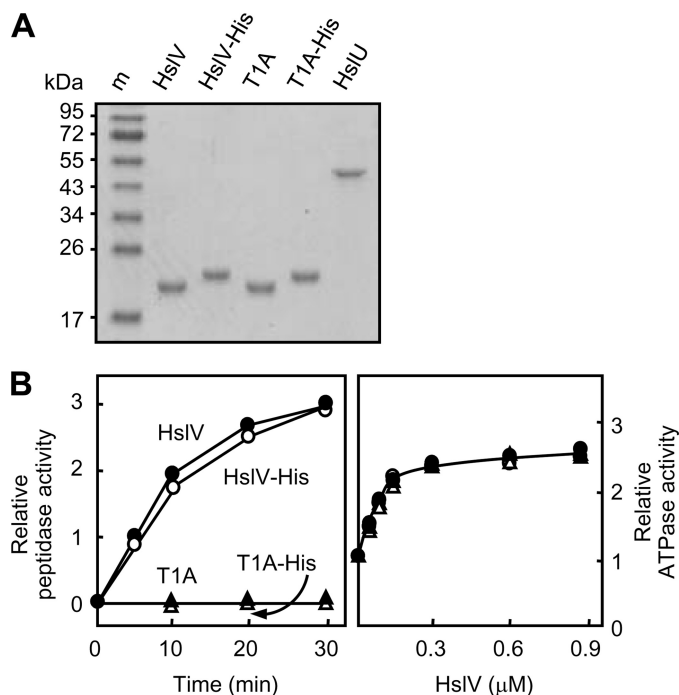 A
kDa
m
HslV
HslV-His
T1A
T1A-His
HslU
95
72
55
43
34
26
17
B
Relative
peptidase activity
3
2
1
0
HslV
HslV-His
T1A
T1A-His
0 10 20 30
Time (min)
0.3 0.6 0.9
HslV (μM)
3
2
1
0
Relative
ATPase activity